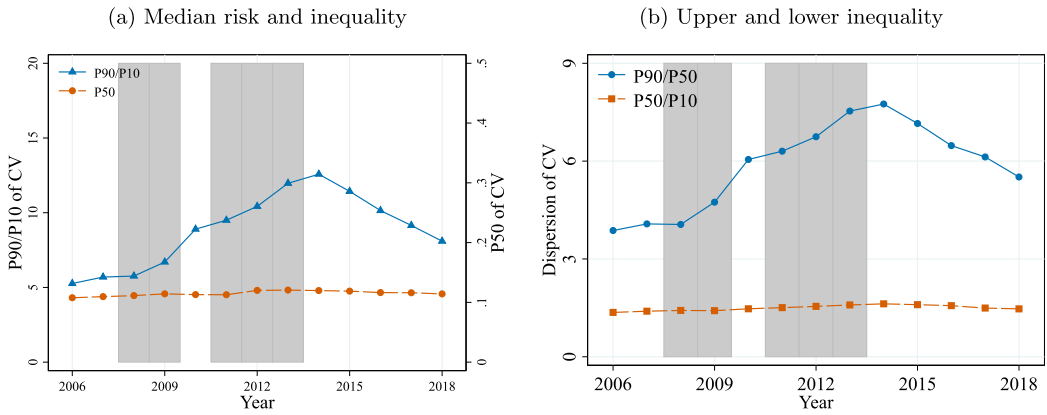 (a) Median risk and inequality
P90/P10
P50
P90/P10 of CV
20
15
10
5
0
P50 of CV
.5
.4
.3
.2
.1
0
2006 2009 2012 2015 2018
Year
(b) Upper and lower inequality
P90/P50
P50/P10
Dispersion of CV
9
6
3
0
2006 2009 2012 2015 2018
Year